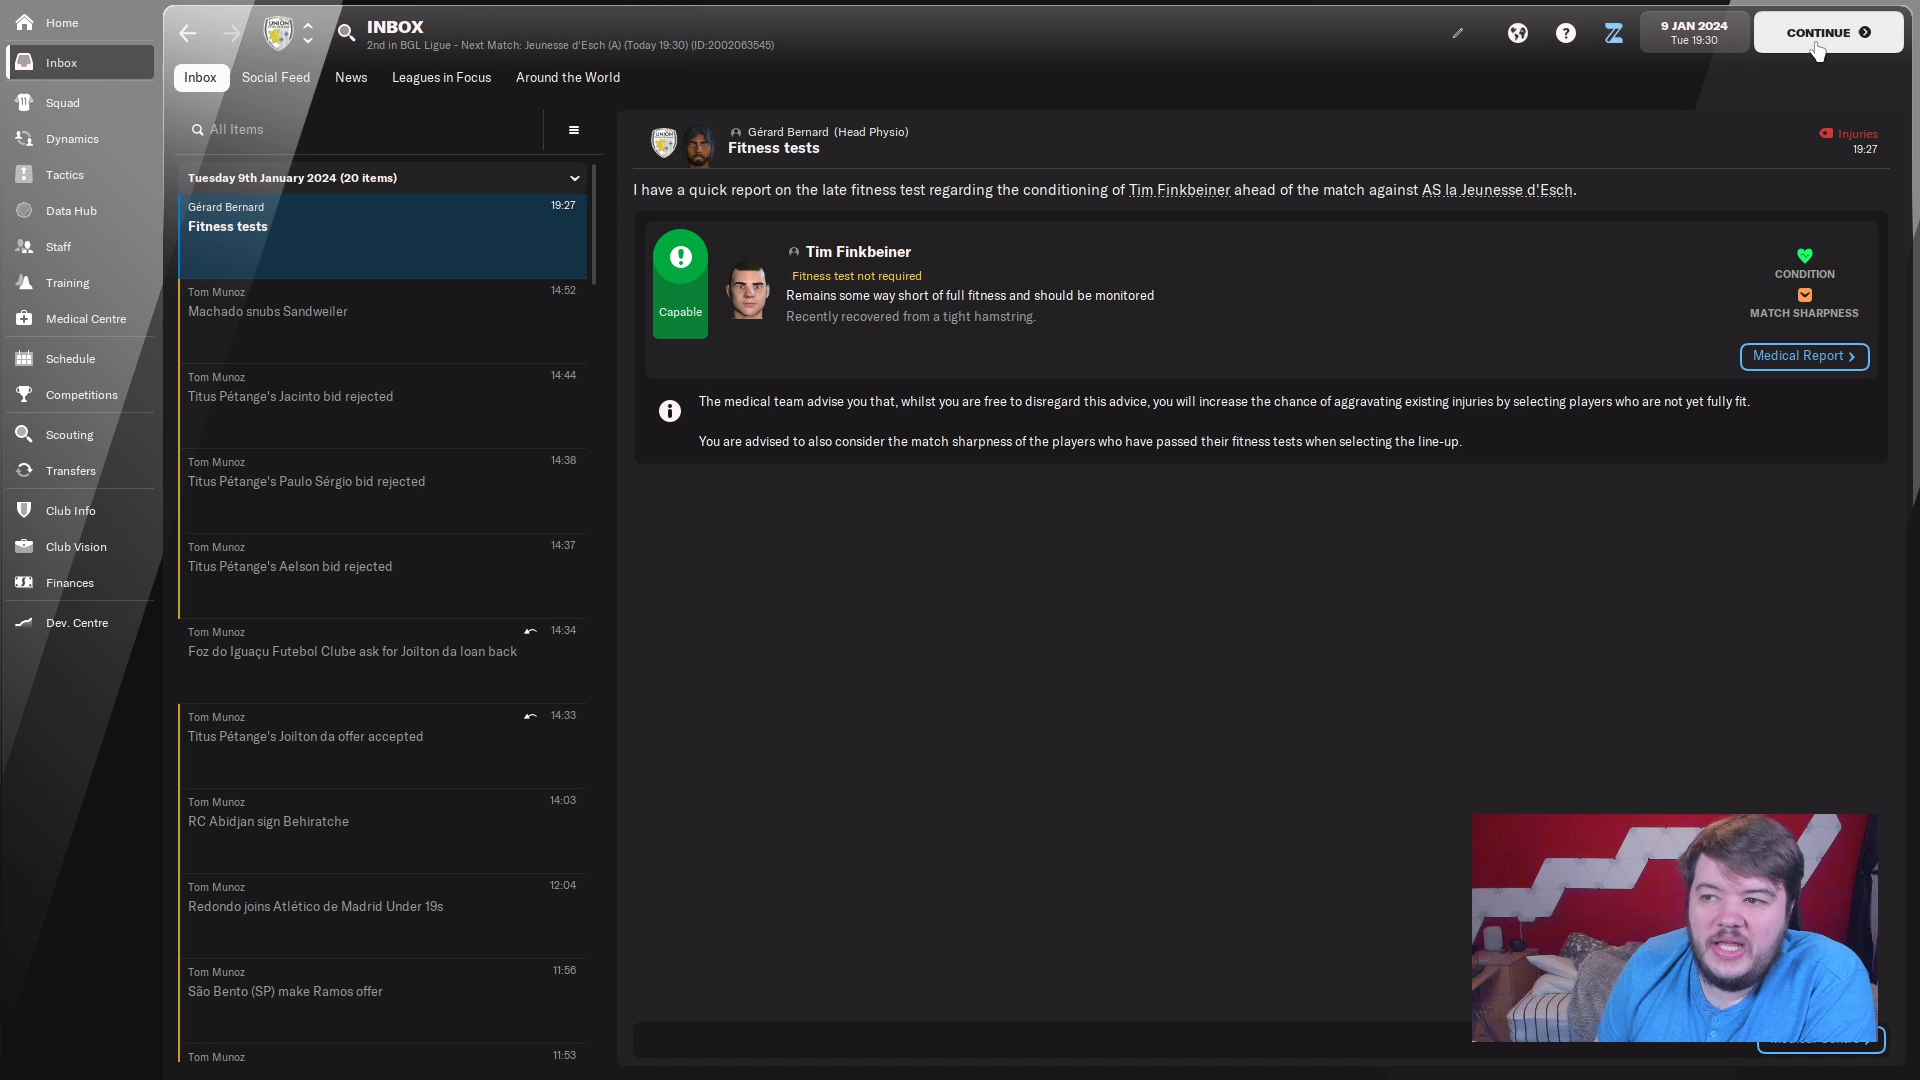 Home
Inbox
Squad
Dynamics
Tactics
Data Hub
Staff
Training
Medical Centre
Schedule
Competitions
Scouting
Transfers
Club Info
Club Vision
Finances
Dev. Centre
UNION
INBOX
2nd in BGL Ligue - Next Match: Jeunesse d'Esch (A) (Today 19:30) (ID:2002063545)
9 JAN 2024
Tue 19:30
CONTINUE
Inbox
Social Feed
News
Leagues in Focus
Around the World
All Items
Tuesday 9th January 2024 (20 items)
Gérard Bernard 19:27
Fitness tests
Tom Munoz 14:52
Machado snubs Sandweiler
Tom Munoz 14:44
Titus Pétange's Jacinto bid rejected
Tom Munoz 14:38
Titus Pétange's Paulo Sérgio bid rejected
Tom Munoz 14:37
Titus Pétange's Aelson bid rejected
Tom Munoz 14:34
Foz do Iguaçu Futebol Clube ask for Joilton da loan back
Tom Munoz 14:33
Titus Pétange's Joilton da offer accepted
Tom Munoz 14:03
RC Abidjan sign Behiratche
Tom Munoz 12:04
Redondo joins Atlético de Madrid Under 19s
Tom Munoz 11:56
São Bento (SP) make Ramos offer
Tom Munoz 11:53
Gérard Bernard (Head Physio)
Fitness tests
Injuries
19:27
I have a quick report on the late fitness test regarding the conditioning of Tim Finkbeiner ahead of the match against AS la Jeunesse d'Esch.
Capable
Tim Finkbeiner
Fitness test not required
Remains some way short of full fitness and should be monitored
Recently recovered from a tight hamstring.
CONDITION
MATCH SHARPNESS
Medical Report
The medical team advise you that, whilst you are free to disregard this advice, you will increase the chance of aggravating existing injuries by selecting players who are not yet fully fit.
You are advised to also consider the match sharpness of the players who have passed their fitness tests when selecting the line-up.